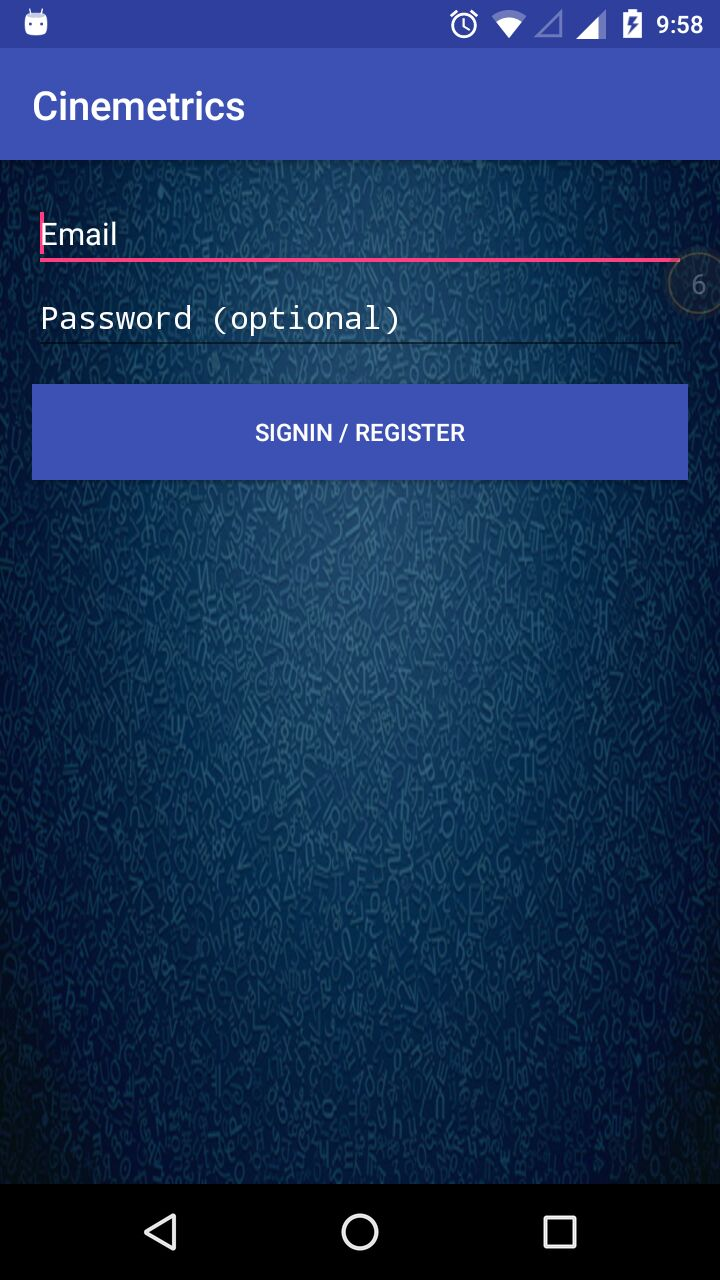 9:58
Cinemetrics
Email
6
Password (optional)
SIGNIN / REGISTER